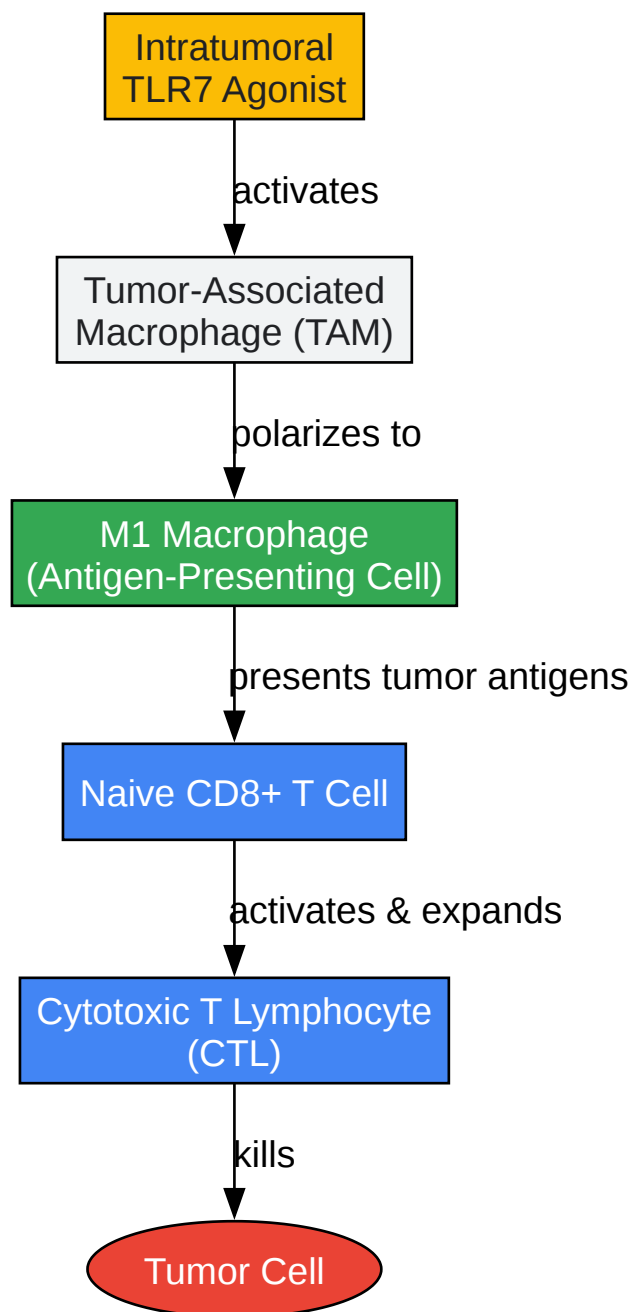 Intratumoral
TLR7 Agonist
activates
Tumor-Associated
Macrophage (TAM)
polarizes to
M1 Macrophage
(Antigen-Presenting Cell)
presents tumor antigens
Naive CD8+ T Cell
activates & expands
Cytotoxic T Lymphocyte
(CTL)
kills
Tumor Cell